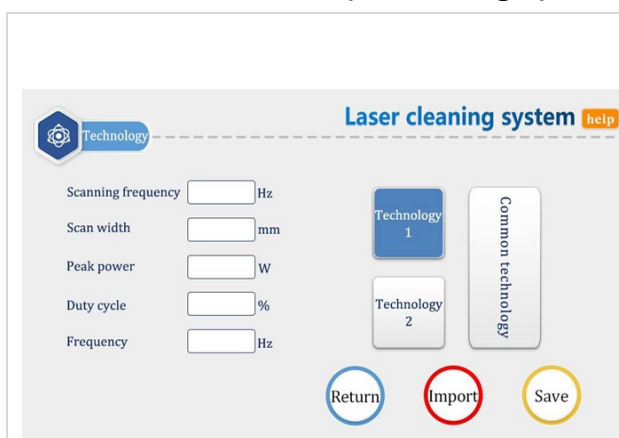 Laser cleaning system help
Technology
Scanning frequency Hz
Scan width mm
Peak power W
Duty cycle %
Frequency Hz
Technology
1
Technology
2
Common technology
Return
Import
Save